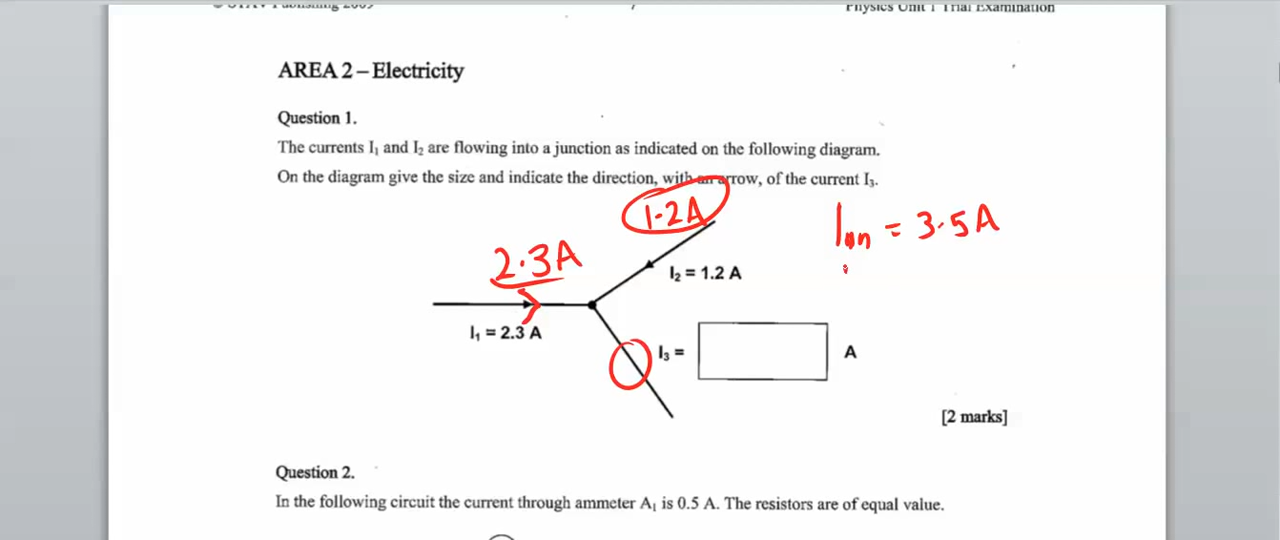 Physics Unit 1 Trial Examination
AREA 2 – Electricity
Question 1.
The currents I₁ and I₂ are flowing into a junction as indicated on the following diagram.
On the diagram give the size and indicate the direction, with an arrow, of the current I₃.
1.2A
Iin = 3.5A
2.3A
I₂ = 1.2 A
I₁ = 2.3 A
I₃ = A
[2 marks]
Question 2.
In the following circuit the current through ammeter A₁ is 0.5 A. The resistors are of equal value.